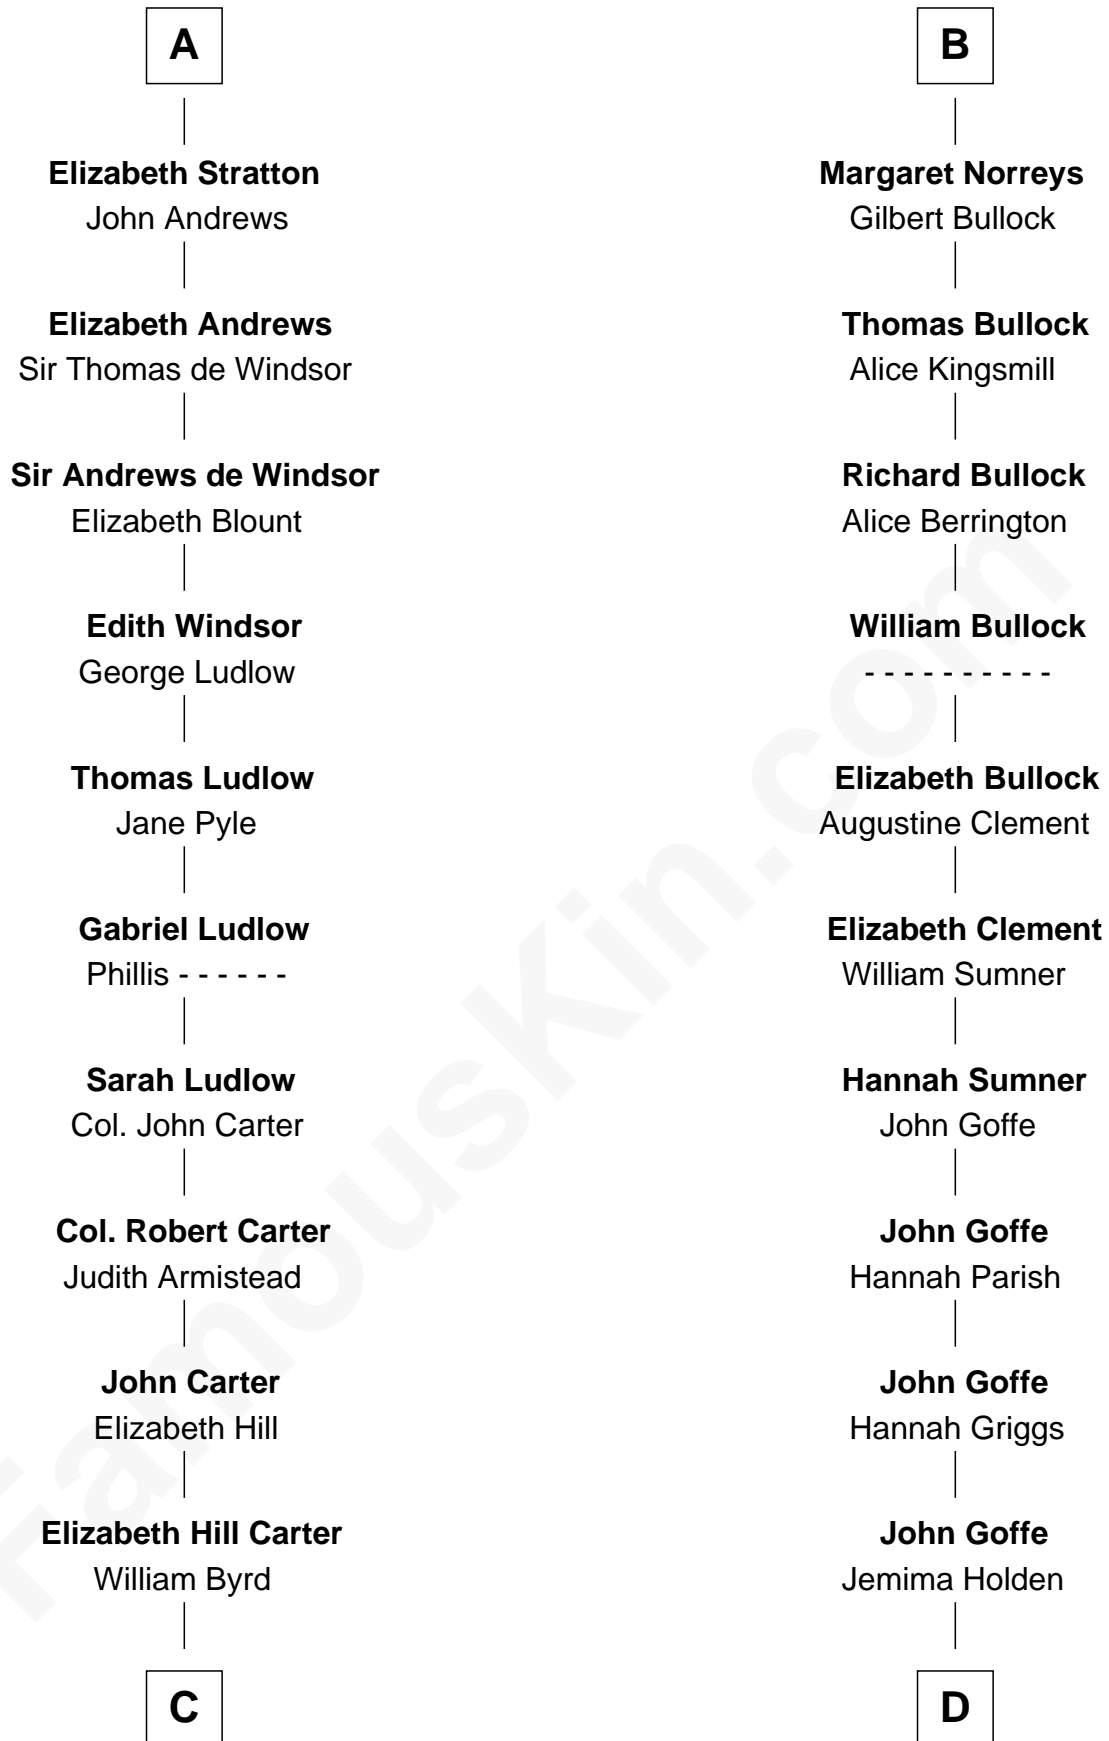 A
Elizabeth Stratton
John Andrews
Elizabeth Andrews
Sir Thomas de Windsor
Sir Andrews de Windsor
Elizabeth Blount
Edith Windsor
George Ludlow
Thomas Ludlow
Jane Pyle
Gabriel Ludlow
Phillis - - - - - -
Sarah Ludlow
Col. John Carter
Col. Robert Carter
Judith Armistead
John Carter
Elizabeth Hill
Elizabeth Hill Carter
William Byrd
C
B
Margaret Norreys
Gilbert Bullock
Thomas Bullock
Alice Kingsmill
Richard Bullock
Alice Berrington
William Bullock
- - - - - - - - - -
Elizabeth Bullock
Augustine Clement
Elizabeth Clement
William Sumner
Hannah Sumner
John Goffe
John Goffe
Hannah Parish
John Goffe
Hannah Griggs
John Goffe
Jemima Holden
D
FamousKin.com